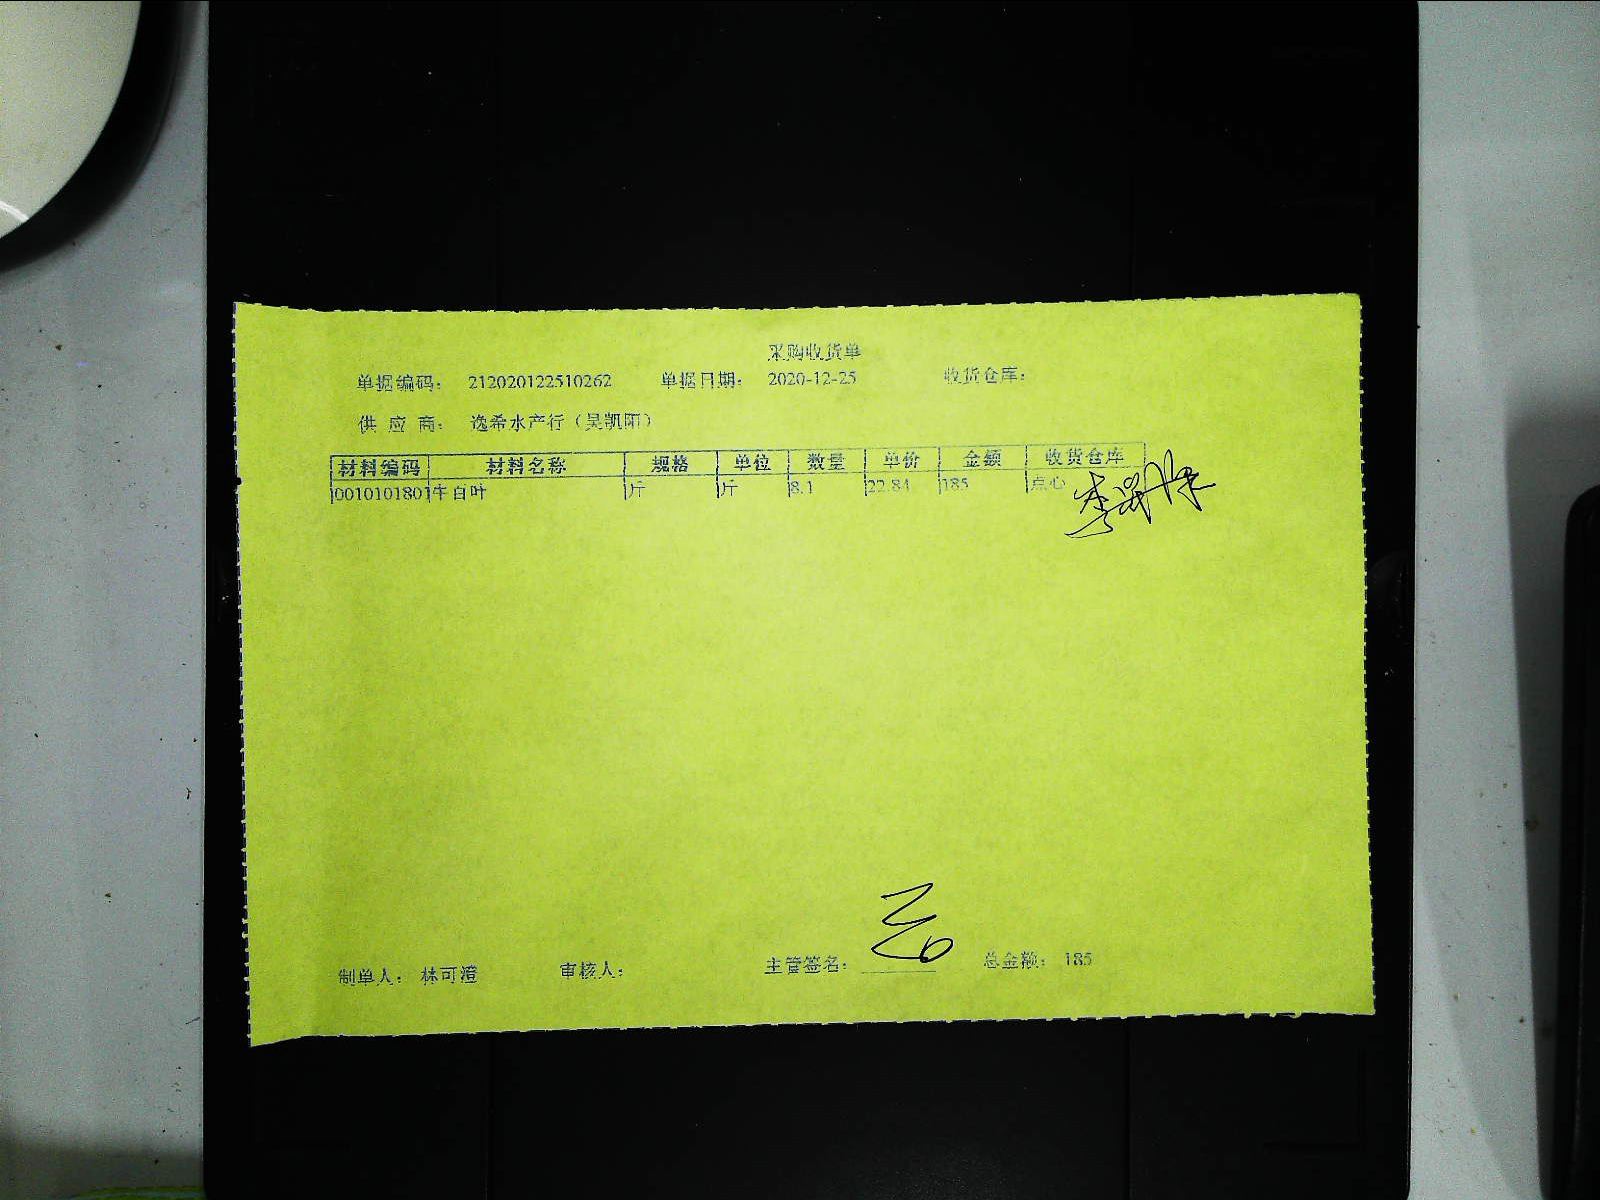 采购收货单
单据编码： 212020122510262 单据日期： 2020-12-25 收货仓库：
供 应 商： 逸希水产行（吴凯阳）
材料编码 材料名称 规格 单位 数量 单价 金额 收货仓库
0010101801 牛百叶 斤 斤 8.1 22.84 185 点心
制单人： 林可澄 审核人： 主管签名： 总金额： 185